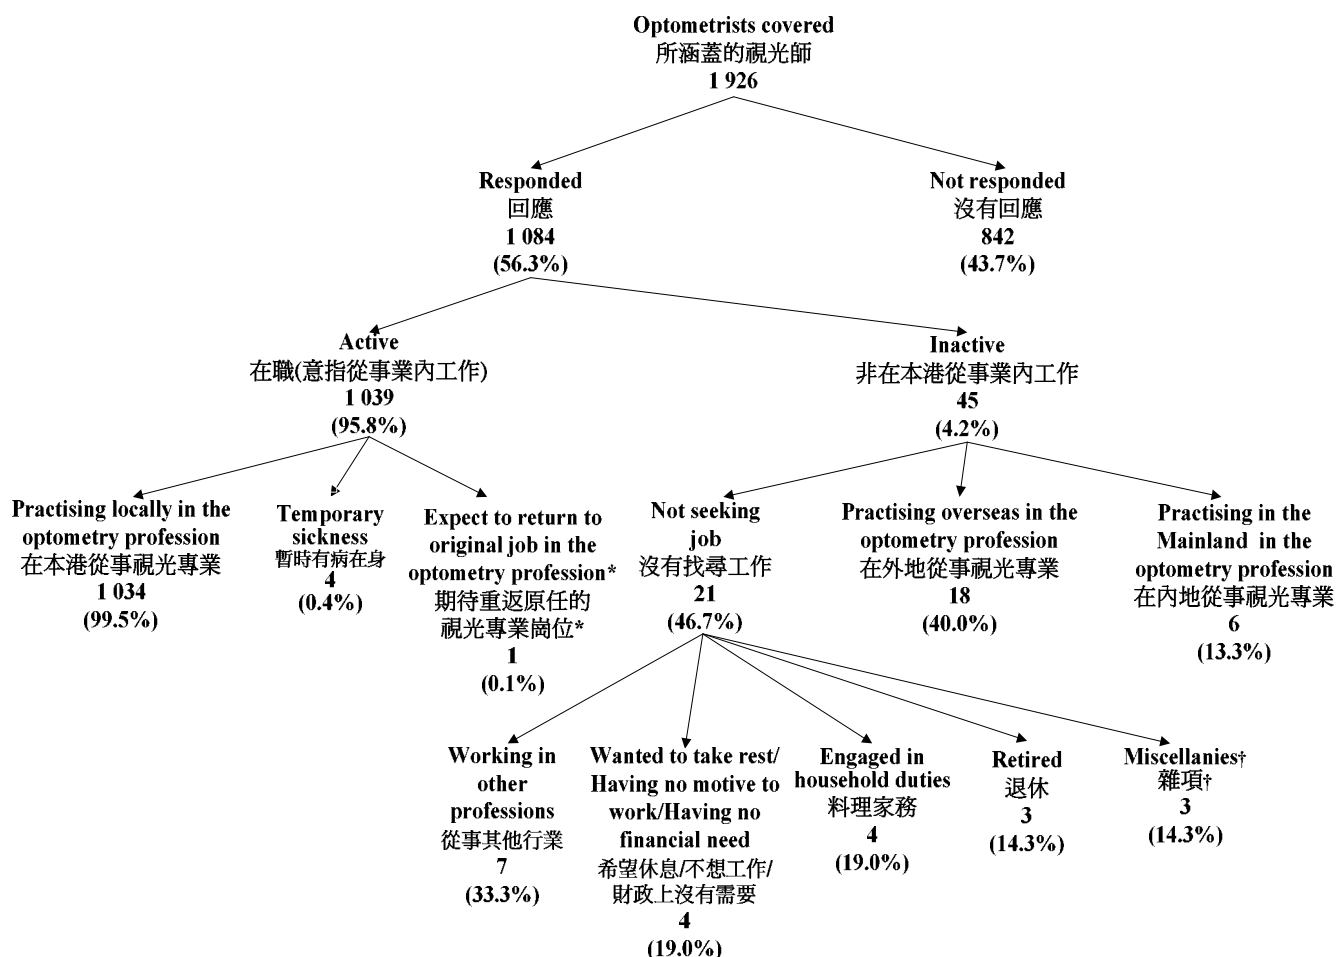 Optometrists covered
所涵蓋的視光師
1 926
Responded
回應
1 084
(56.3%)
Not responded
沒有回應
842
(43.7%)
Active
在職(意指從事業內工作)
1 039
(95.8%)
Inactive
非在本港從事業內工作
45
(4.2%)
Practising locally in the
optometry profession
在本港從事視光專業
1 034
(99.5%)
Temporary
sickness
暫時有病在身
4
(0.4%)
Expect to return to
original job in the
optometry profession*
期待重返原任的
視光專業崗位*
1
(0.1%)
Not seeking
job
沒有找尋工作
21
(46.7%)
Practising overseas in the
optometry profession
在外地從事視光專業
18
(40.0%)
Practising in the
Mainland in the
optometry profession
在內地從事視光專業
6
(13.3%)
Working in
other
professions
從事其他行業
7
(33.3%)
Wanted to take rest/
Having no motive to
work/Having no
financial need
希望休息/不想工作/
財政上沒有需要
4
(19.0%)
Engaged in
household duties
料理家務
4
(19.0%)
Retired
退休
3
(14.3%)
Miscellanies†
雜項†
3
(14.3%)